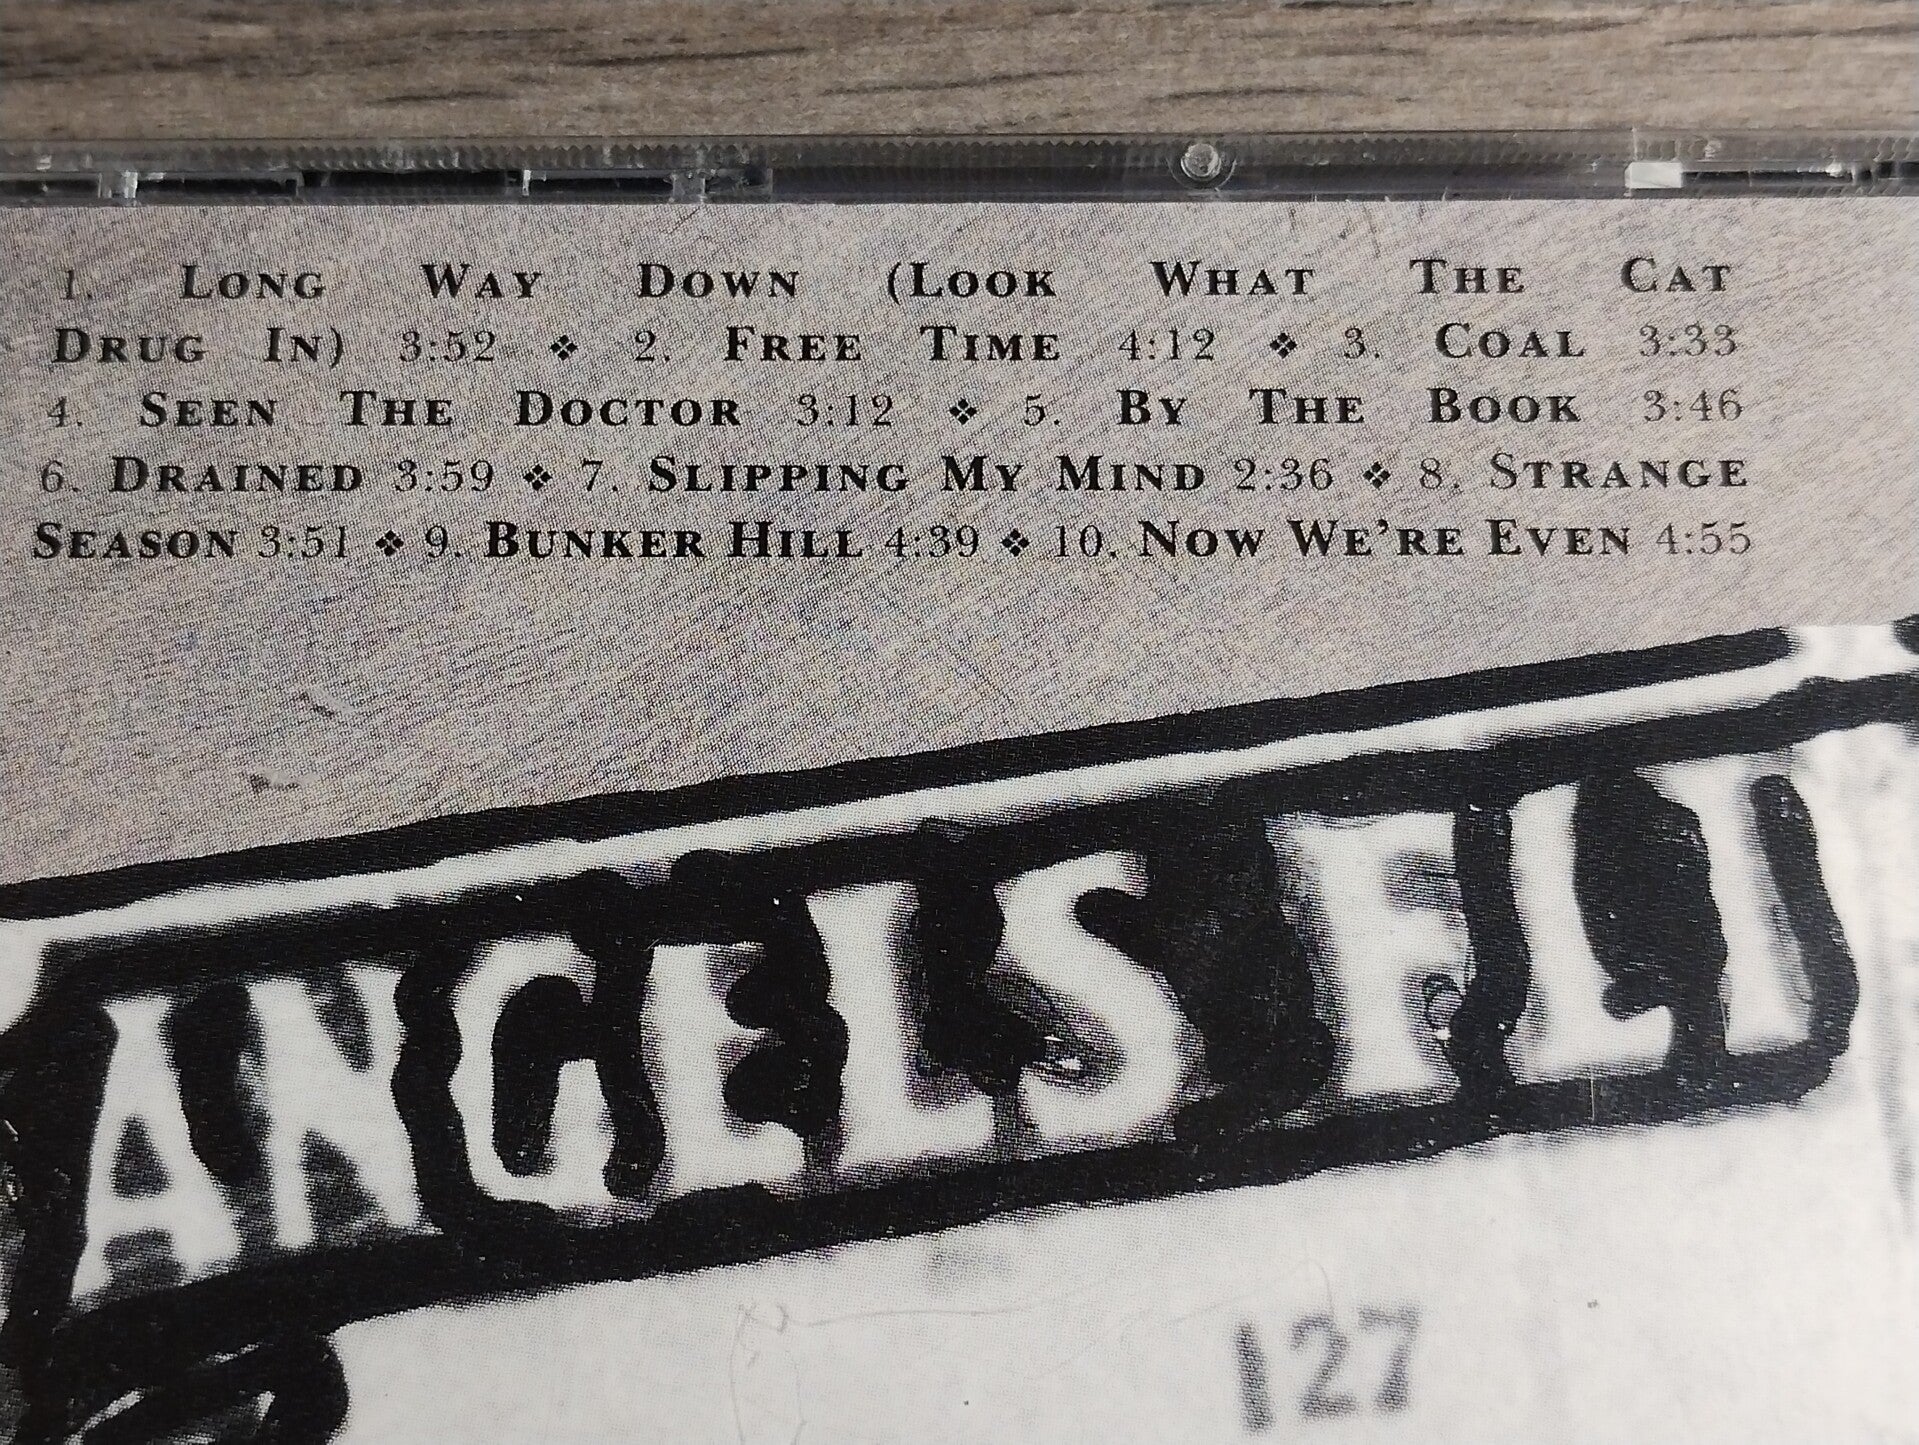 1. LONG WAY DOWN (LOOK WHAT THE CAT
DRUG IN) 3:52 ❖ 2. FREE TIME 4:12 ❖ 3. COAL 3:33
4. SEEN THE DOCTOR 3:12 ❖ 5. BY THE BOOK 3:46
6. DRAINED 3:59 ❖ 7. SLIPPING MY MIND 2:36 ❖ 8. STRANGE
SEASON 3:51 ❖ 9. BUNKER HILL 4:39 ❖ 10. NOW WE'RE EVEN 4:55
ANGELS FLI
127